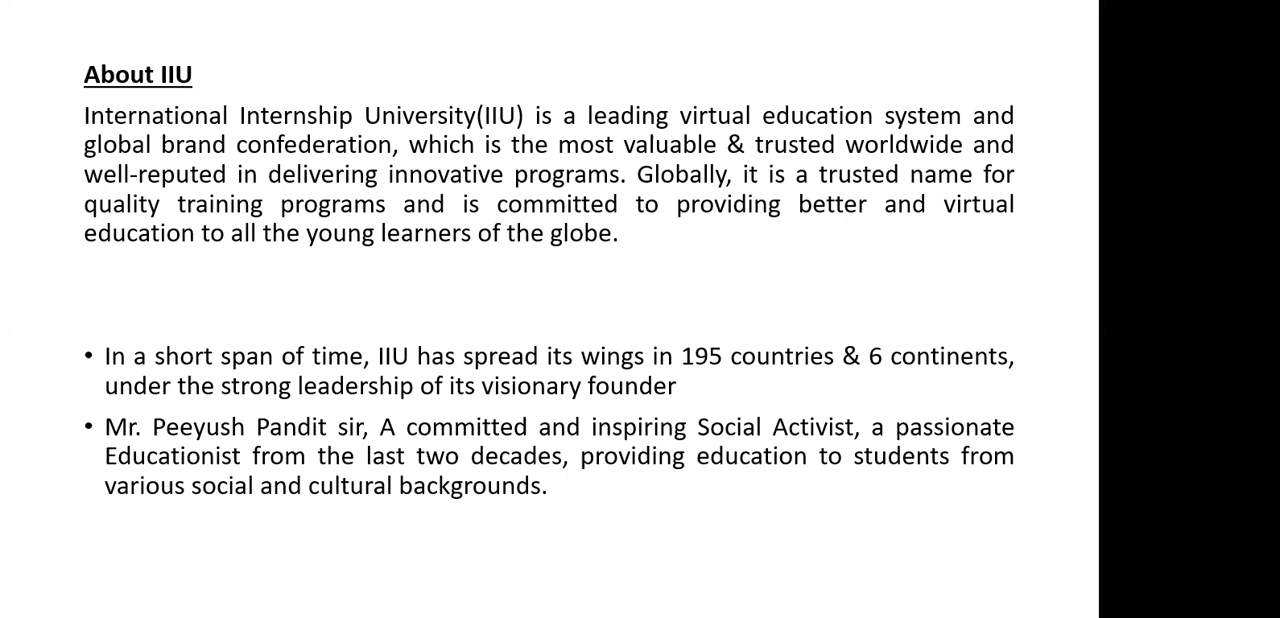 About IIU
International Internship University(IIU) is a leading virtual education system and
global brand confederation, which is the most valuable & trusted worldwide and
well-reputed in delivering innovative programs. Globally, it is a trusted name for
quality training programs and is committed to providing better and virtual
education to all the young learners of the globe.
• In a short span of time, IIU has spread its wings in 195 countries & 6 continents,
under the strong leadership of its visionary founder
• Mr. Peeyush Pandit sir, A committed and inspiring Social Activist, a passionate
Educationist from the last two decades, providing education to students from
various social and cultural backgrounds.